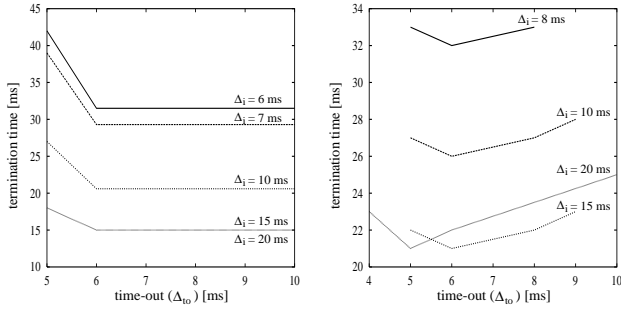 45
40
35
30
25
20
15
10
termination time [ms]
Δi = 6 ms
Δi = 7 ms
Δi = 10 ms
Δi = 15 ms
Δi = 20 ms
5 6 7 8 9 10
time-out (Δto) [ms]
34
32
30
28
26
24
22
20
termination time [ms]
Δi = 8 ms
Δi = 10 ms
Δi = 20 ms
Δi = 15 ms
4 5 6 7 8 9 10
time-out (Δto) [ms]